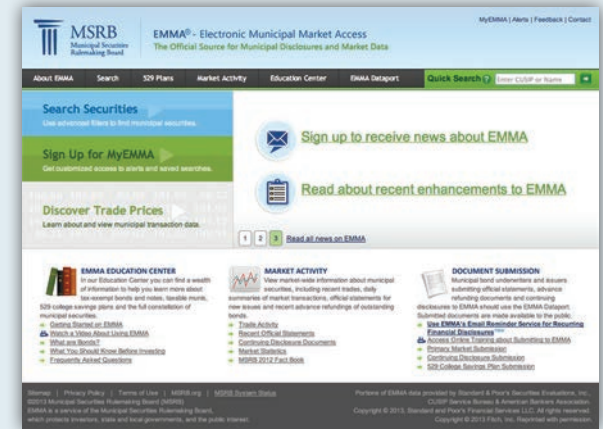 MyEMMA | Alerts | Feedback | Contact
MSRB
Municipal Securities
Rulemaking Board
EMMA® - Electronic Municipal Market Access
The Official Source for Municipal Disclosures and Market Data
About EMMA Search 529 Plans Market Activity Education Center EMMA Dataport Quick Search ? Enter CUSIP or Name
Search Securities
Use advanced filters to find municipal securities.
Sign Up for MyEMMA
Get customized access to alerts and saved searches.
Discover Trade Prices
Learn about and view municipal transaction data.
Sign up to receive news about EMMA
Read about recent enhancements to EMMA
1 2 3 Read all news on EMMA
EMMA EDUCATION CENTER
In our Education Center you can find a wealth
of information to help you learn more about
tax-exempt bonds and notes, taxable munis,
529 college savings plans and the full constellation of
municipal securities.
Getting Started on EMMA
Watch a Video About Using EMMA
What are Bonds?
What You Should Know Before Investing
Frequently Asked Questions
MARKET ACTIVITY
View market-wide information about municipal
securities, including recent trades, daily
summaries of market transactions, official statements for
new issues and recent advance refundings of outstanding
bonds.
Trade Activity
Recent Official Statements
Continuing Disclosure Documents
Market Statistics
MSRB 2012 Fact Book
DOCUMENT SUBMISSION
Municipal bond underwriters and issuers
submitting official statements, advance
refunding documents and continuing
disclosures to EMMA should use the EMMA Dataport.
Submitted documents are made available to the public.
Use EMMA's Email Reminder Service for Recurring
Financial Disclosures
Access Online Training about Submitting to EMMA
Primary Market Submission
Continuing Disclosure Submission
529 College Savings Plan Submission
Sitemap | Privacy Policy | Terms of Use | MSRB.org | MSRB System Status
©2013 Municipal Securities Rulemaking Board (MSRB)
EMMA is a service of the Municipal Securities Rulemaking Board,
which protects investors, state and local governments, and the public interest.
Portions of EMMA data provided by Standard & Poor's Securities Evaluations, Inc.,
CUSIP Service Bureau & American Bankers Association.
Copyright © 2013, Standard and Poor's Financial Services LLC. All rights reserved.
Copyright © 2013 Fitch, Inc. Reprinted with permission.